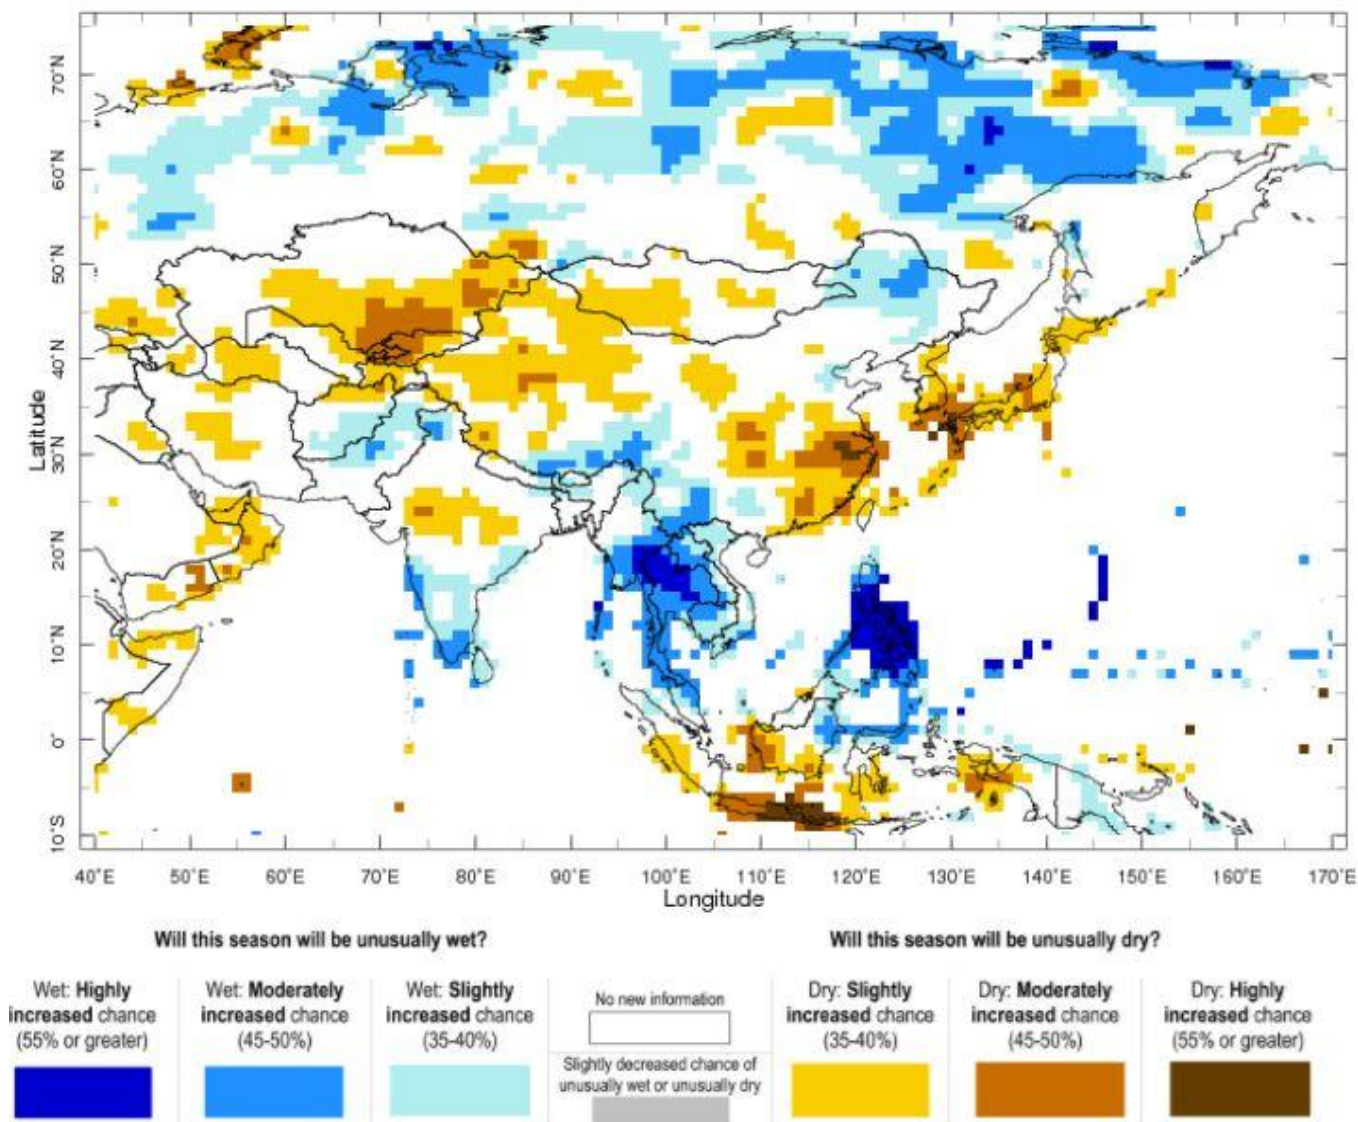 70°N
60°N
50°N
40°N
30°N
20°N
10°N
0°
10°S
Latitude
40°E 50°E 60°E 70°E 80°E 90°E 100°E 110°E 120°E 130°E 140°E 150°E 160°E 170°E
Longitude
Will this season will be unusually wet?
Will this season will be unusually dry?
Wet: Highly
increased chance
(55% or greater)
Wet: Moderately
increased chance
(45-50%)
Wet: Slightly
increased chance
(35-40%)
No new information
Slightly decreased chance of
unusually wet or unusually dry
Dry: Slightly
increased chance
(35-40%)
Dry: Moderately
increased chance
(45-50%)
Dry: Highly
increased chance
(55% or greater)